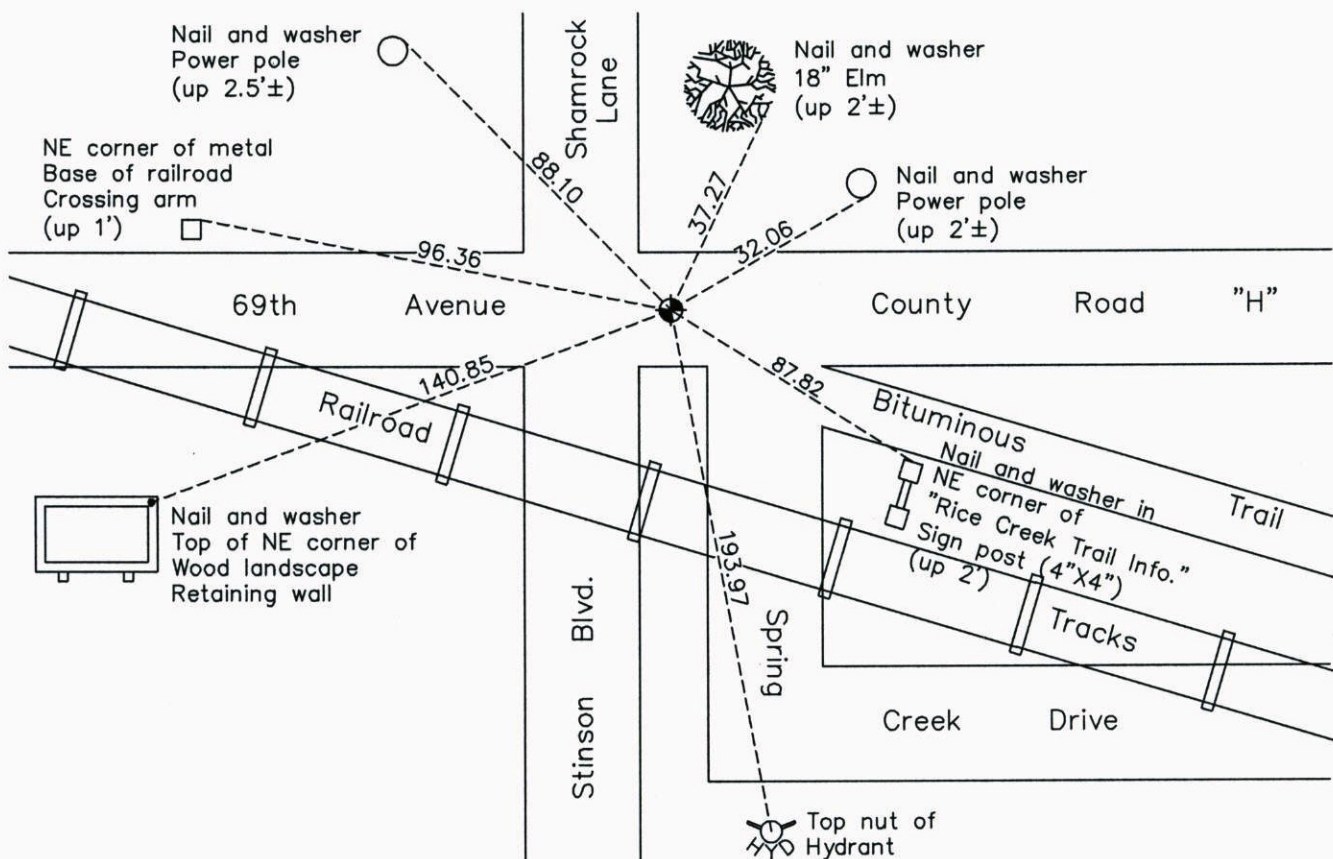 Nail and washer
Power pole
(up 2.5'±)
Shamrock
Lane
Nail and washer
18" Elm
(up 2'±)
NE corner of metal
Base of railroad
Crossing arm
(up 1')
Nail and washer
Power pole
(up 2'±)
88.10
37.27
32.06
96.36
69th Avenue
County Road "H"
140.85
87.82
Railroad
Bituminous
Trail
Nail and washer in
NE corner of
"Rice Creek Trail Info."
Sign post (4"X4")
(up 2')
Nail and washer
Top of NE corner of
Wood landscape
Retaining wall
193.97
Tracks
Stinson Blvd.
Spring
Creek Drive
Top nut of
Hydrant
H D